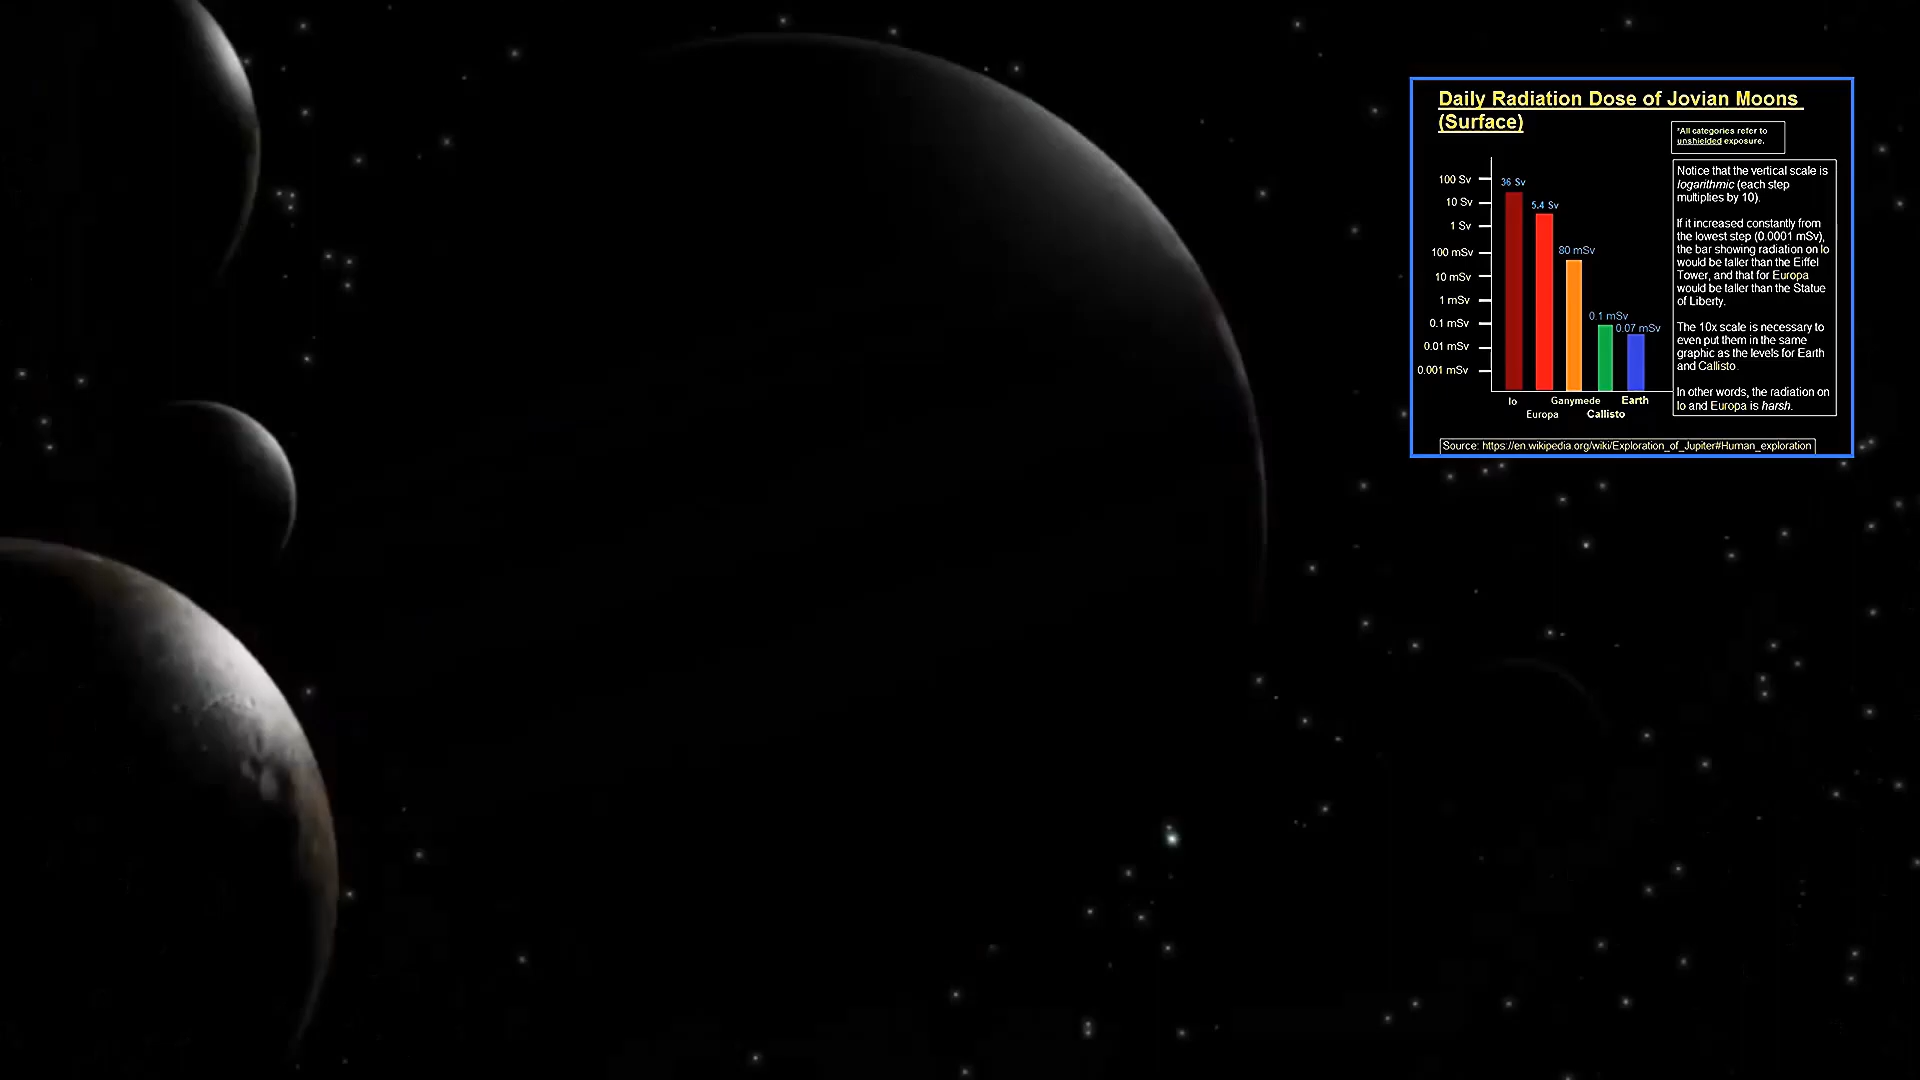 Daily Radiation Dose of Jovian Moons
(Surface)
*All categories refer to
unshielded exposure.
100 Sv
10 Sv
1 Sv
100 mSv
10 mSv
1 mSv
0.1 mSv
0.01 mSv
0.001 mSv
36 Sv
5.4 Sv
80 mSv
0.1 mSv
0.07 mSv
Io
Europa
Ganymede
Callisto
Earth
Notice that the vertical scale is
logarithmic (each step
multiplies by 10).
If it increased constantly from
the lowest step (0.0001 mSv),
the bar showing radiation on Io
would be taller than the Eiffel
Tower, and that for Europa
would be taller than the Statue
of Liberty.
The 10x scale is necessary to
even put them in the same
graphic as the levels for Earth
and Callisto.
In other words, the radiation on
Io and Europa is harsh.
Source: https://en.wikipedia.org/wiki/Exploration_of_Jupiter#Human_exploration